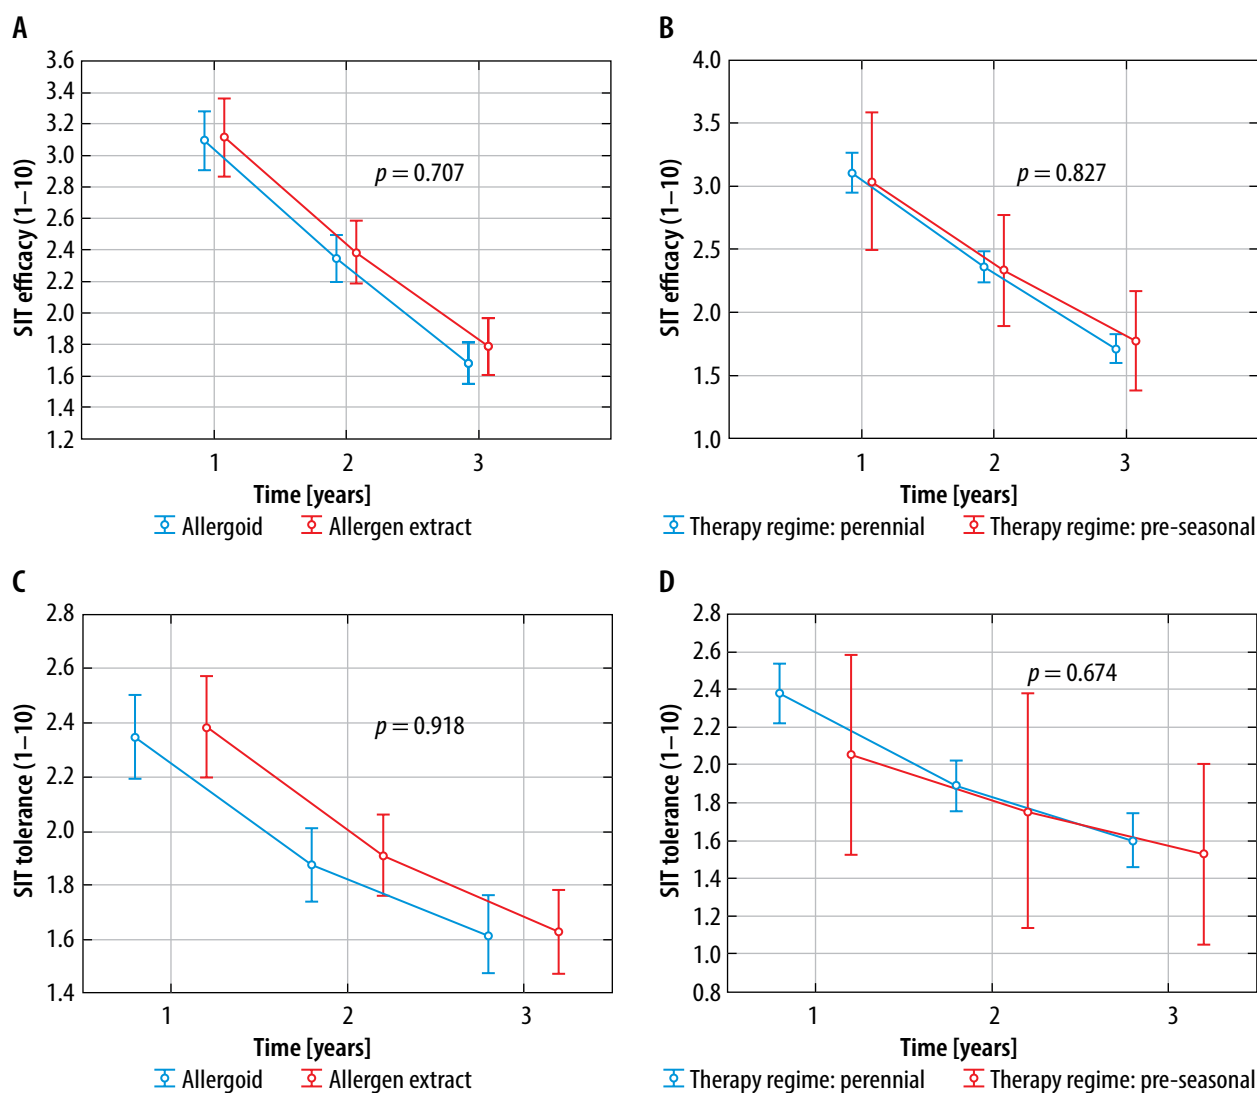 A
3.6
3.4
3.2
3.0
2.8
2.6
2.4
2.2
2.0
1.8
1.6
1.4
1.2
SIT efficacy (1–10)
p = 0.707
1 2 3
Time [years]
Allergoid Allergen extract
B
4.0
3.5
3.0
2.5
2.0
1.5
1.0
SIT efficacy (1–10)
p = 0.827
1 2 3
Time [years]
Therapy regime: perennial Therapy regime: pre-seasonal
C
2.8
2.6
2.4
2.2
2.0
1.8
1.6
1.4
SIT tolerance (1–10)
p = 0.918
1 2 3
Time [years]
Allergoid Allergen extract
D
2.8
2.6
2.4
2.2
2.0
1.8
1.6
1.4
1.2
1.0
0.8
SIT tolerance (1–10)
p = 0.674
1 2 3
Time [years]
Therapy regime: perennial Therapy regime: pre-seasonal